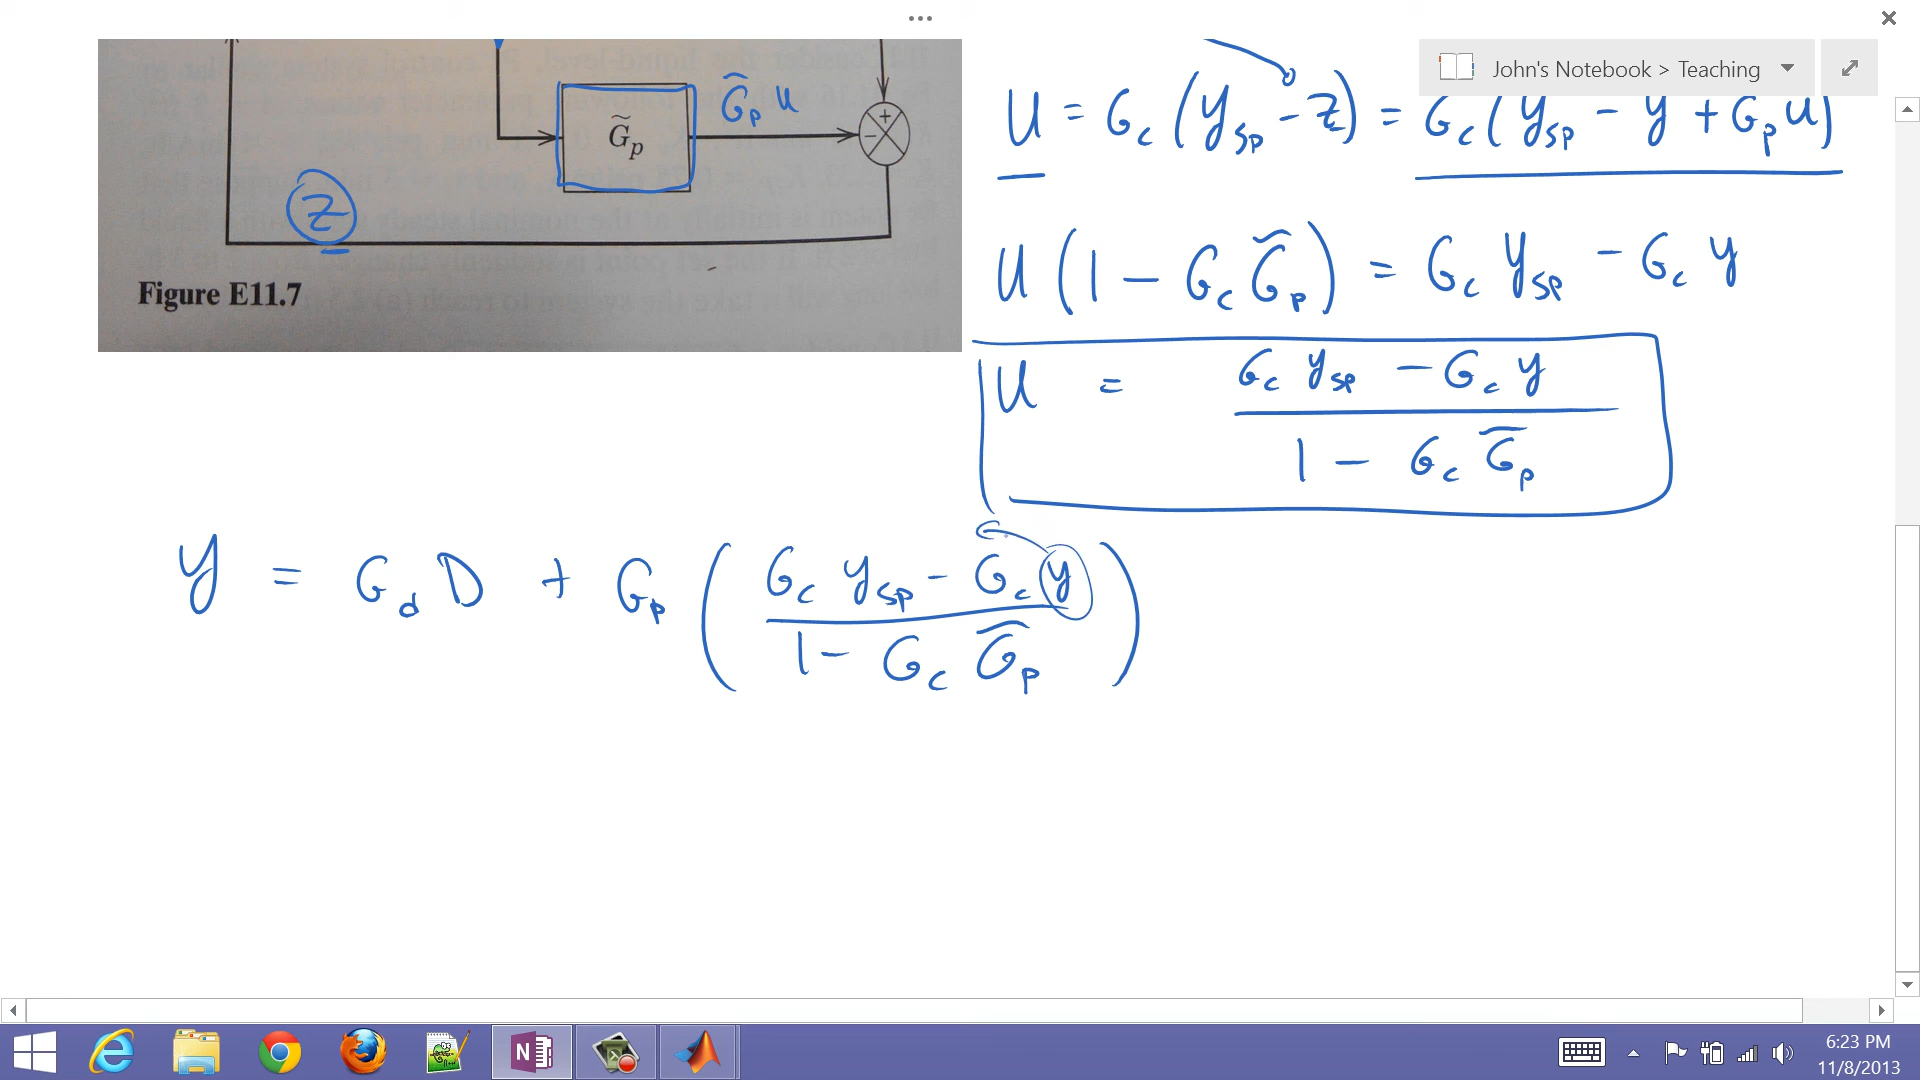 John's Notebook > Teaching
G̃p
G̃p U
Z
Figure E11.7
U = Gc (Ysp - Z) = Gc (Ysp - Y + Gp U)
U (1 - Gc G̃p) = Gc Ysp - Gc Y
U = (Gc Ysp - Gc Y) / (1 - Gc G̃p)
Y = Gd D + Gp ((Gc Ysp - Gc Y) / (1 - Gc G̃p))
6:23 PM
11/8/2013